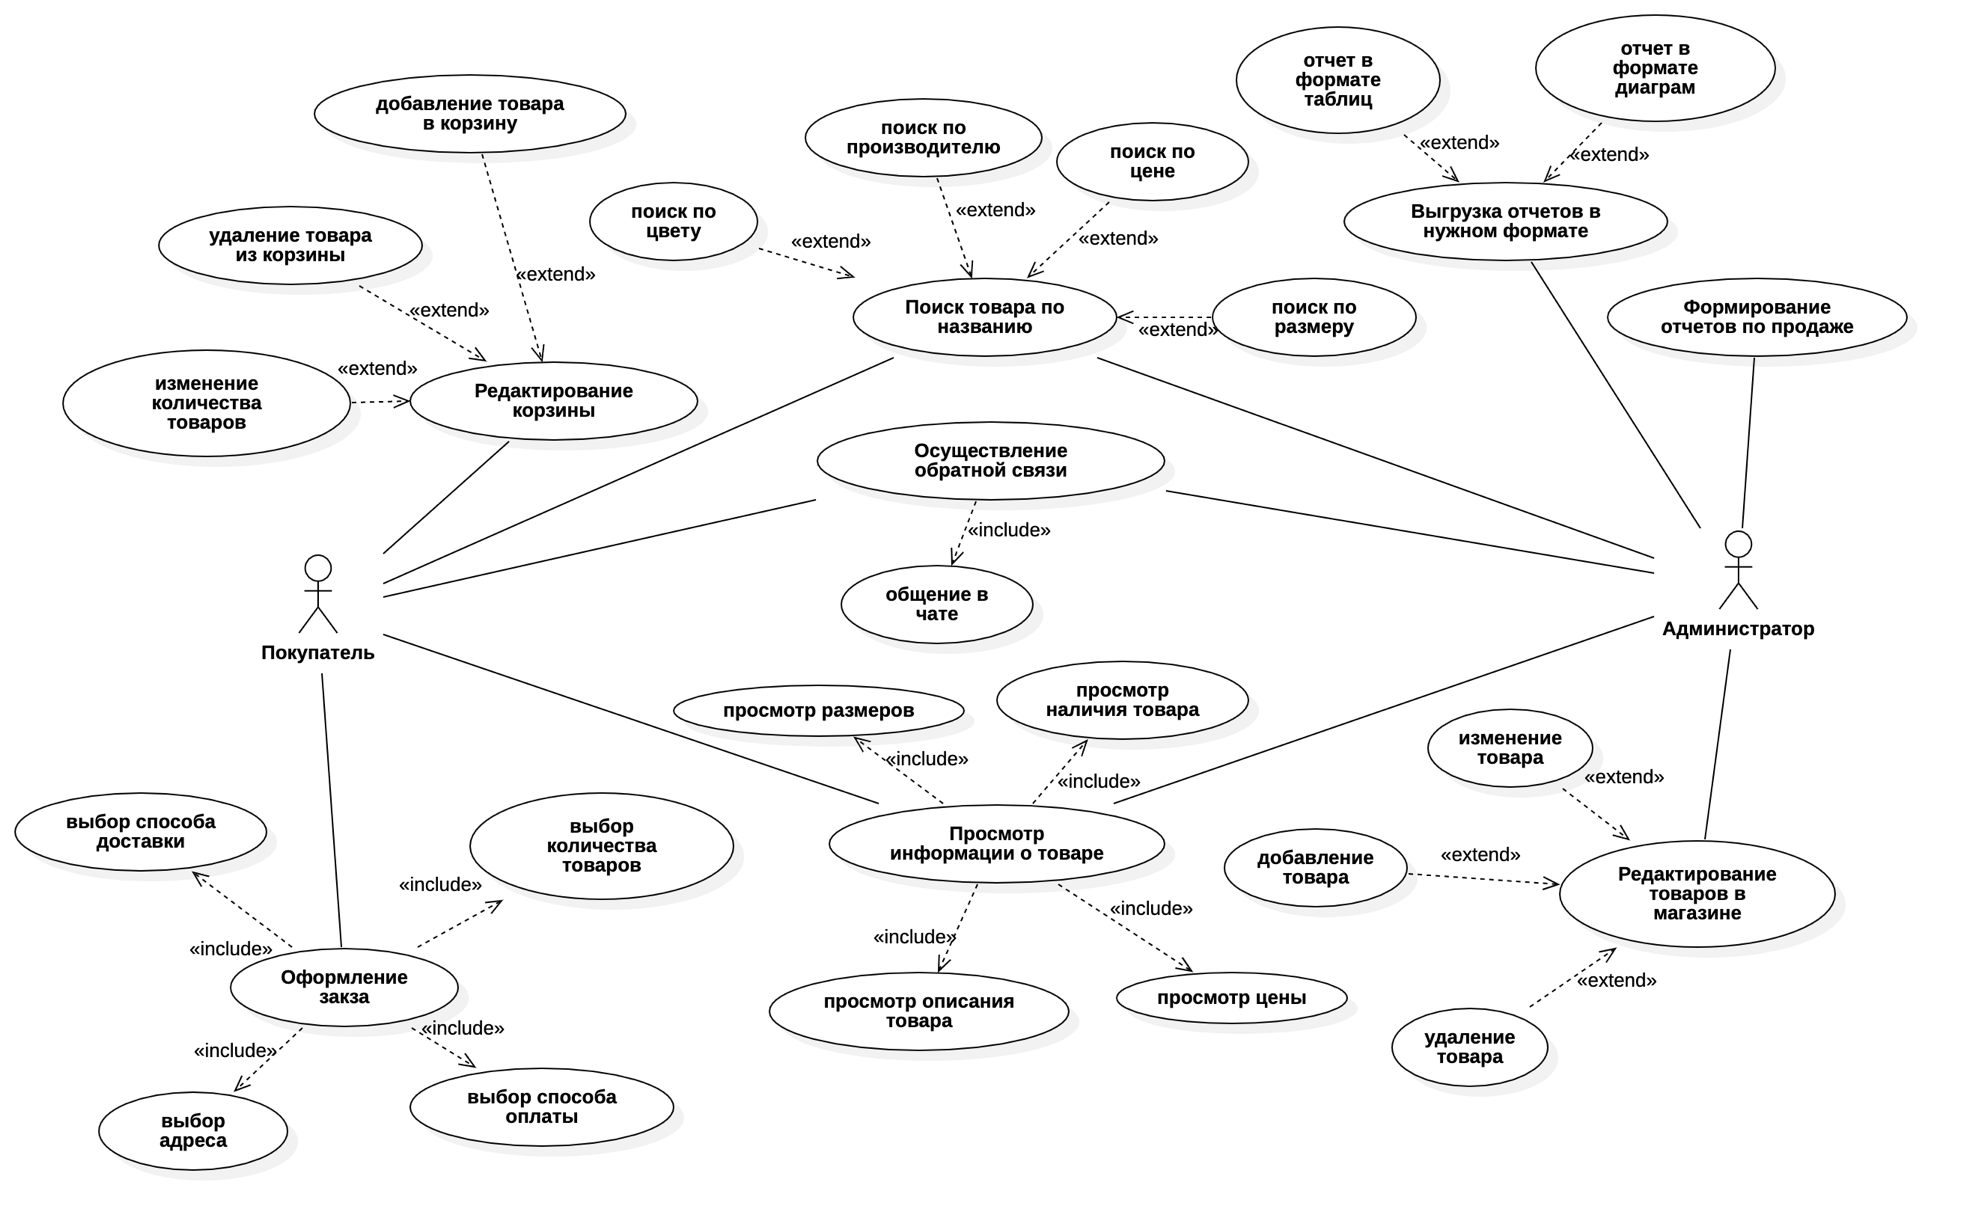 отчет в
формате
таблиц
отчет в
формате
диаграм
добавление товара
в корзину
поиск по
производителю
поиск по
цене
«extend»
«extend»
поиск по
цвету
«extend»
«extend»
«extend»
Выгрузка отчетов в
нужном формате
удаление товара
из корзины
«extend»
«extend»
Поиск товара по
названию
«extend»
поиск по
размеру
Формирование
отчетов по продаже
изменение
количества
товаров
«extend»
Редактирование
корзины
Осуществление
обратной связи
«include»
общение в
чате
Покупатель
Администратор
просмотр размеров
просмотр
наличия товара
«include»
«include»
изменение
товара
«extend»
выбор способа
доставки
выбор
количества
товаров
«include»
Просмотр
информации о товаре
добавление
товара
«extend»
Редактирование
товаров в
магазине
«include»
«include»
«include»
Оформление
закза
просмотр описания
товара
просмотр цены
«extend»
удаление
товара
«include»
«include»
выбор
адреса
выбор способа
оплаты